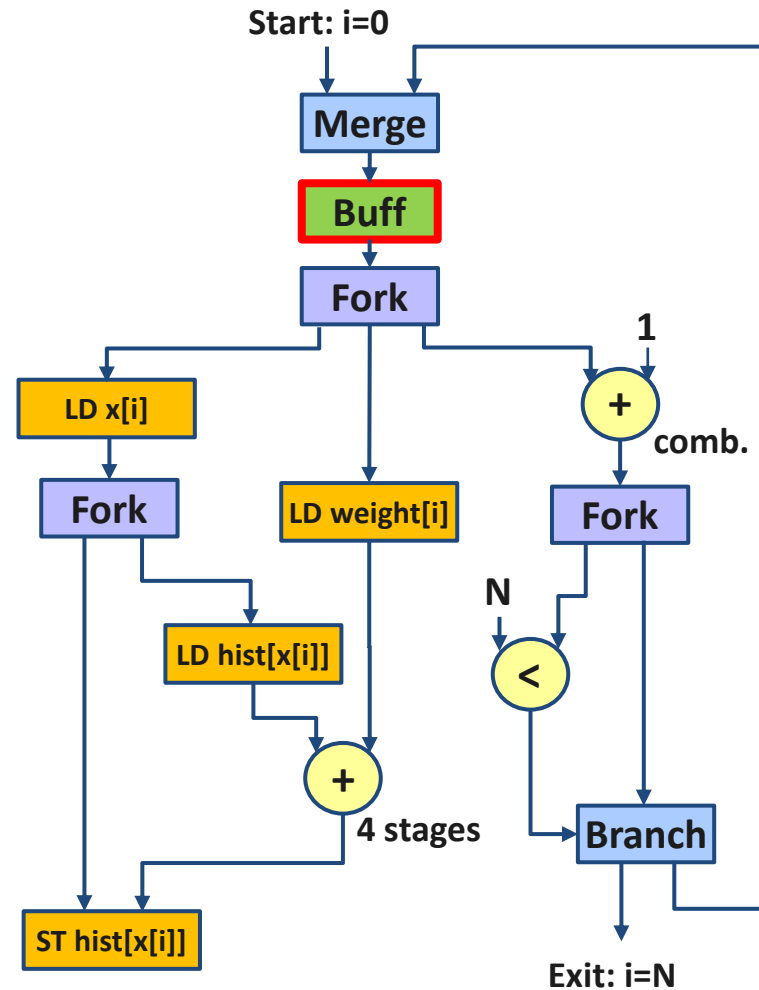 Start: i=0
Merge
Buff
Fork
1
LD x[i]
+
comb.
Fork
LD weight[i]
Fork
N
LD hist[x[i]]
<
+
4 stages
Branch
ST hist[x[i]]
Exit: i=N